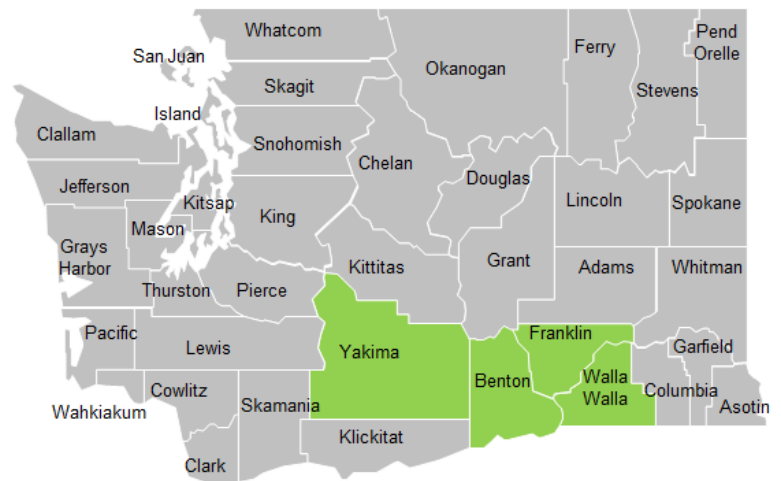 Whatcom
San Juan
Okanogan
Ferry
Pend
Orelle
Skagit
Stevens
Island
Clallam
Snohomish
Chelan
Douglas
Jefferson
Kitsap
Lincoln
Spokane
Mason
King
Grays
Harbor
Kittitas
Grant
Adams
Whitman
Thurston
Pierce
Pacific
Lewis
Yakima
Franklin
Garfield
Benton
Walla
Walla
Columbia
Cowlitz
Wahkiakum
Skamania
Asotin
Klickitat
Clark